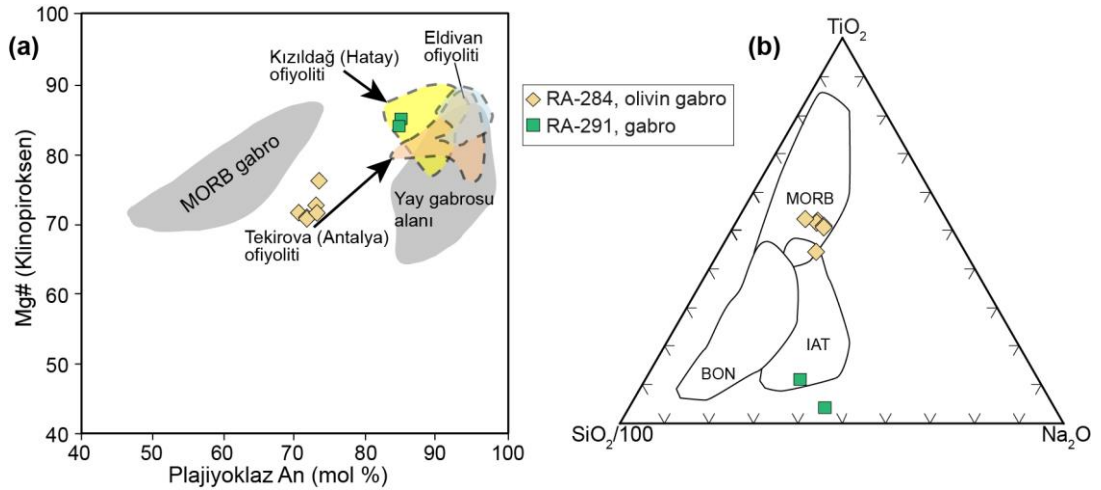 (a)
100
90
80
70
60
50
40
40
50
60
70
80
90
100
Mg# (Klinopiroksen)
Plajiyoklaz An (mol %)
Kızıldağ (Hatay)
ofiyoliti
Eldivan
ofiyoliti
MORB gabro
Yay gabrosu
alanı
Tekirova (Antalya)
ofiyoliti
RA-284, olivin gabro
RA-291, gabro
(b)
TiO₂
MORB
IAT
BON
SiO₂/100
Na₂O